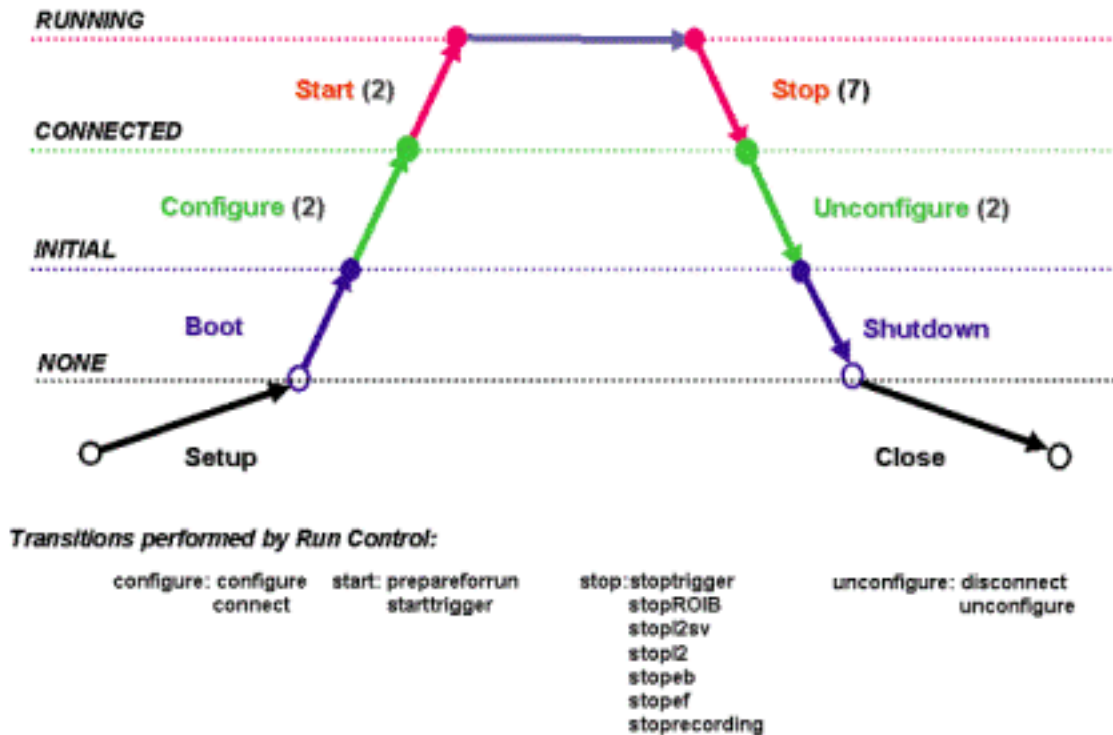 RUNNING
Start (2)
Stop (7)
CONNECTED
Configure (2)
Unconfigure (2)
INITIAL
Boot
Shutdown
NONE
Setup
Close
Transitions performed by Run Control:
configure: configure
connect
start: prepareforrun
starttrigger
stop:stoptrigger
stopROIB
stopl2sv
stopl2
stopeb
stopef
stoprecording
unconfigure: disconnect
unconfigure